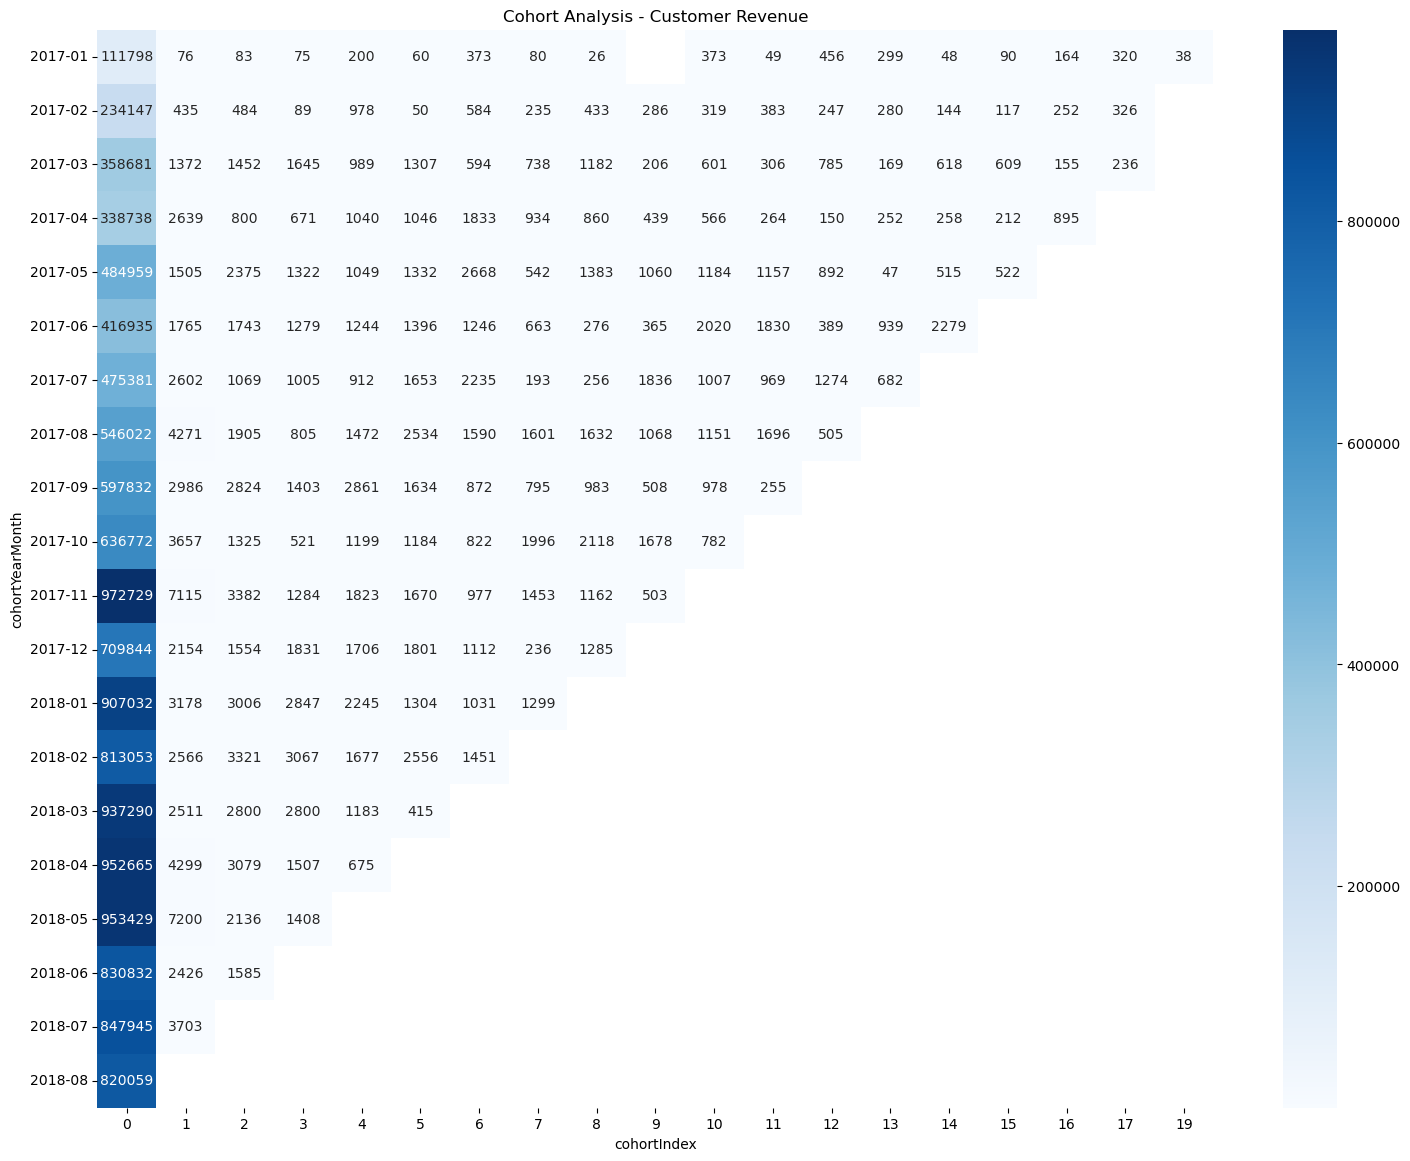 Cohort Analysis - Customer Revenue
cohortYearMonth
2017-01 111798 76 83 75 200 60 373 80 26 373 49 456 299 48 90 164 320 38
2017-02 234147 435 484 89 978 50 584 235 433 286 319 383 247 280 144 117 252 326
2017-03 358681 1372 1452 1645 989 1307 594 738 1182 206 601 306 785 169 618 609 155 236
2017-04 338738 2639 800 671 1040 1046 1833 934 860 439 566 264 150 252 258 212 895
2017-05 484959 1505 2375 1322 1049 1332 2668 542 1383 1060 1184 1157 892 47 515 522
2017-06 416935 1765 1743 1279 1244 1396 1246 663 276 365 2020 1830 389 939 2279
2017-07 475381 2602 1069 1005 912 1653 2235 193 256 1836 1007 969 1274 682
2017-08 546022 4271 1905 805 1472 2534 1590 1601 1632 1068 1151 1696 505
2017-09 597832 2986 2824 1403 2861 1634 872 795 983 508 978 255
2017-10 636772 3657 1325 521 1199 1184 822 1996 2118 1678 782
2017-11 972729 7115 3382 1284 1823 1670 977 1453 1162 503
2017-12 709844 2154 1554 1831 1706 1801 1112 236 1285
2018-01 907032 3178 3006 2847 2245 1304 1031 1299
2018-02 813053 2566 3321 3067 1677 2556 1451
2018-03 937290 2511 2800 2800 1183 415
2018-04 952665 4299 3079 1507 675
2018-05 953429 7200 2136 1408
2018-06 830832 2426 1585
2018-07 847945 3703
2018-08 820059
0 1 2 3 4 5 6 7 8 9 10 11 12 13 14 15 16 17 19
cohortIndex
800000
600000
400000
200000